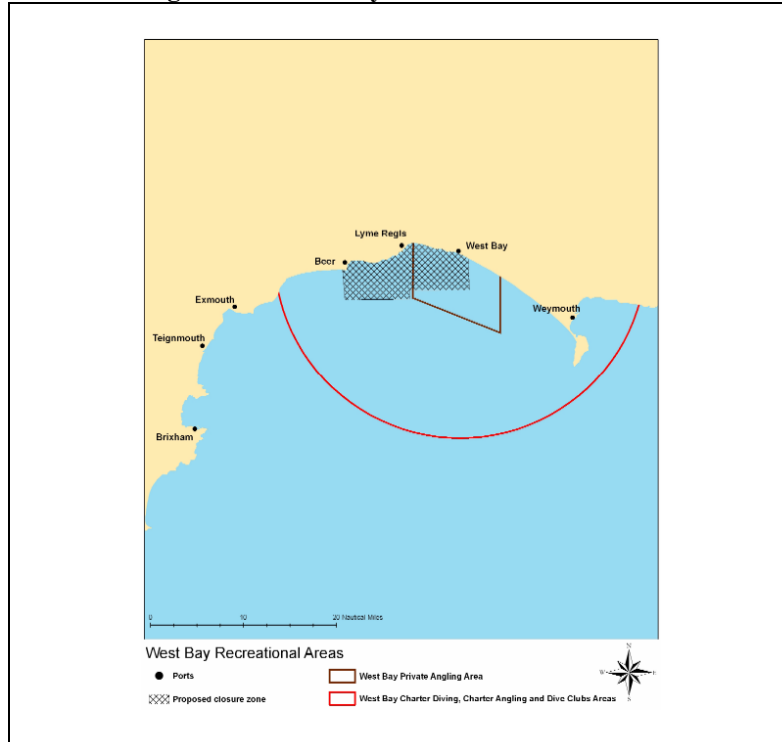 Lyme Regis
West Bay
Beer
Exmouth
Weymouth
Teignmouth
Brixham
0 10 20 Nautical Miles
West Bay Recreational Areas
N
W E
S
Ports
West Bay Private Angling Area
Proposed closure zone
West Bay Charter Diving, Charter Angling and Dive Clubs Areas